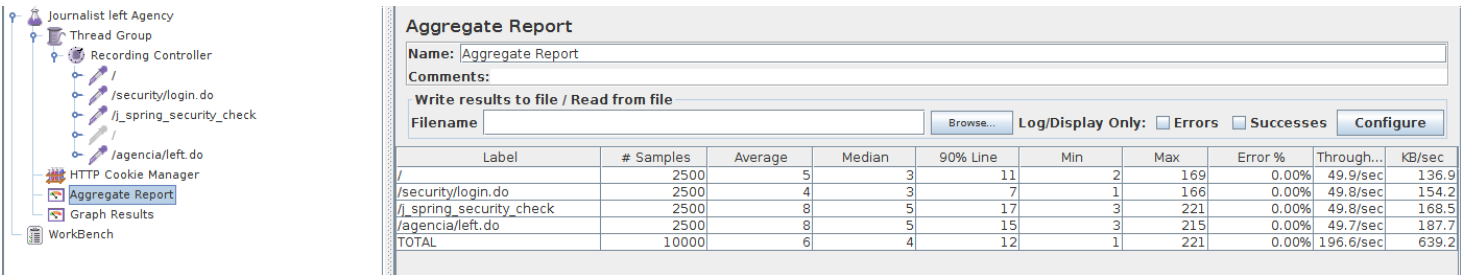 Journalist left Agency
Thread Group
Recording Controller
/
/security/login.do
/j_spring_security_check
/
/agencia/left.do
HTTP Cookie Manager
Aggregate Report
Graph Results
WorkBench
Aggregate Report
Name: Aggregate Report
Comments:
Write results to file / Read from file
Filename Browse... Log/Display Only: Errors Successes Configure
Label # Samples Average Median 90% Line Min Max Error % Through... KB/sec
/ 2500 5 3 11 2 169 0.00% 49.9/sec 136.9
/security/login.do 2500 4 3 7 1 166 0.00% 49.8/sec 154.2
/j_spring_security_check 2500 8 5 17 3 221 0.00% 49.8/sec 168.5
/agencia/left.do 2500 8 5 15 3 215 0.00% 49.7/sec 187.7
TOTAL 10000 6 4 12 1 221 0.00% 196.6/sec 639.2